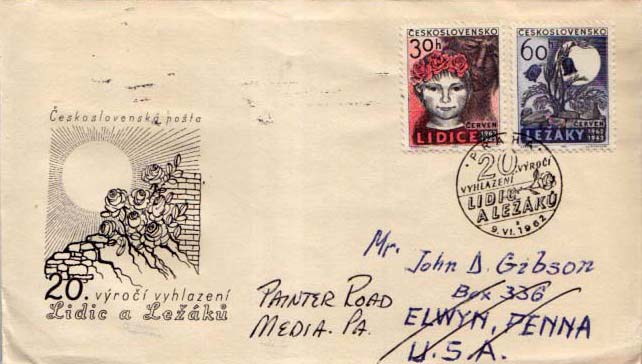 ČESKOSLOVENSKO
30h
ČERVEN
LIDICE 1942 1962
ČESKOSLOVENSKO
60
ČERVEN
LEŽÁKY 1942 1962
PRAHA
20. VÝROČÍ
VYHLAZENÍ
LIDIC
A LEŽÁKŮ
9.VI.1962
Československá pošta
20. výročí vyhlazení
Lidic a Ležáků
Mr. John D. Gibson
Box 336
ELWYN, PENNA
U.S.A.
PAINTER ROAD
MEDIA. PA.